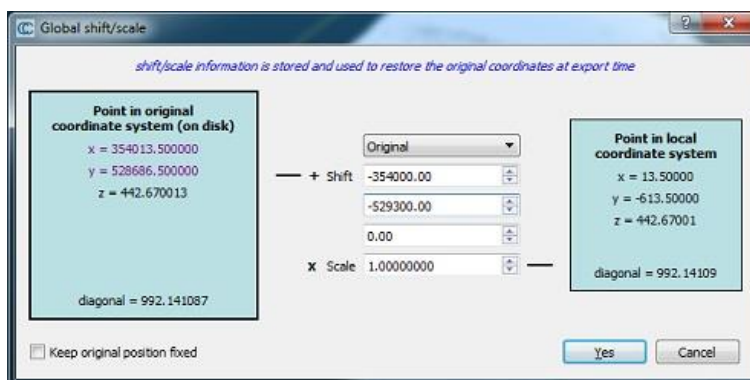 Global shift/scale
shift/scale information is stored and used to restore the original coordinates at export time
Point in original
coordinate system (on disk)
x = 354013.500000
y = 528686.500000
z = 442.670013
diagonal = 992.141087
Original
+ Shift -354000.00
-529300.00
0.00
x Scale 1.00000000
Point in local
coordinate system
x = 13.50000
y = -613.50000
z = 442.67001
diagonal = 992.14109
Keep original position fixed
Yes Cancel